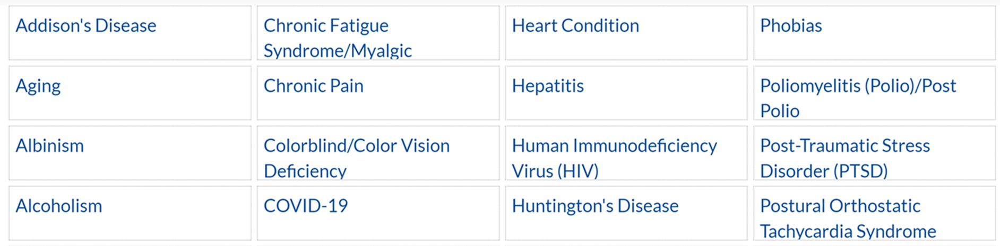 Addison's Disease
Chronic Fatigue
Syndrome/Myalgic
Heart Condition
Phobias
Aging
Chronic Pain
Hepatitis
Poliomyelitis (Polio)/Post
Polio
Albinism
Colorblind/Color Vision
Deficiency
Human Immunodeficiency
Virus (HIV)
Post-Traumatic Stress
Disorder (PTSD)
Alcoholism
COVID-19
Huntington's Disease
Postural Orthostatic
Tachycardia Syndrome